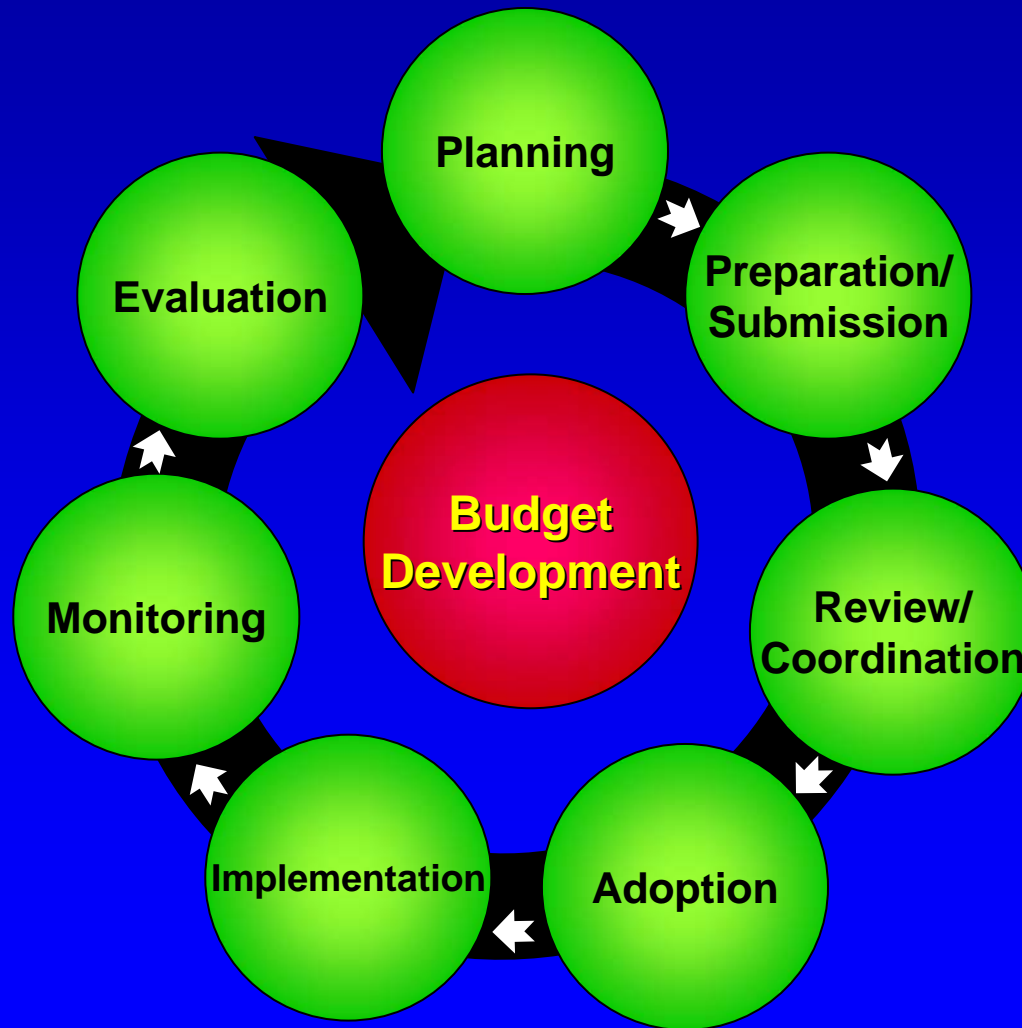 Planning
Preparation/
Submission
Review/
Coordination
Adoption
Implementation
Monitoring
Evaluation
Budget
Development